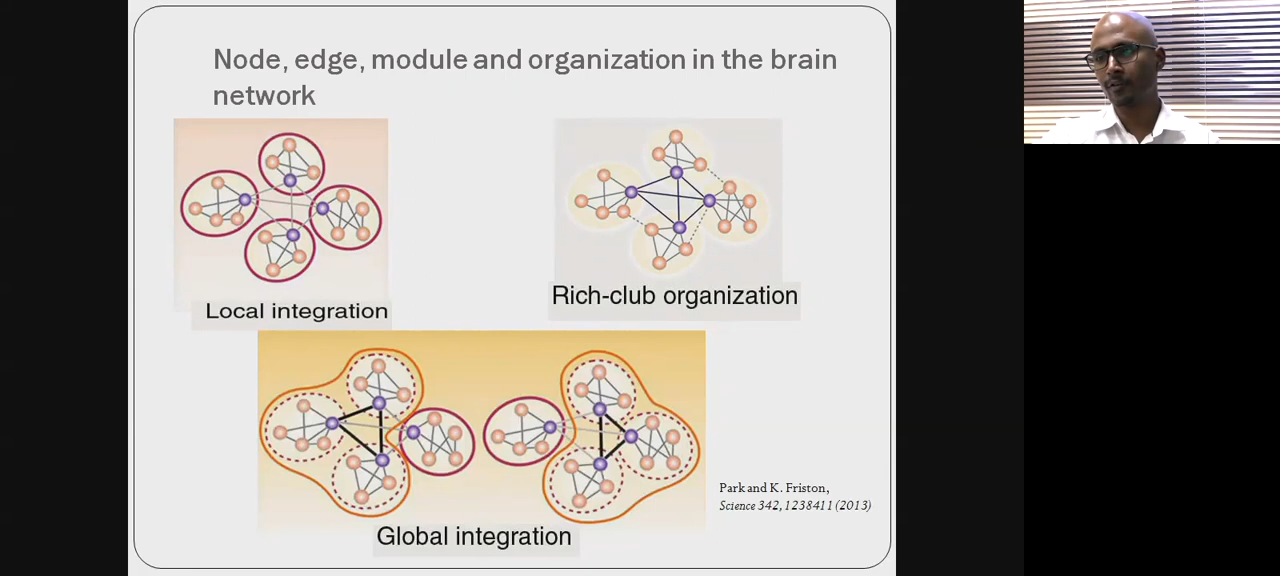 Node, edge, module and organization in the brain
network
Local integration
Rich-club organization
Global integration
Park and K. Friston,
Science 342, 1238411 (2013)